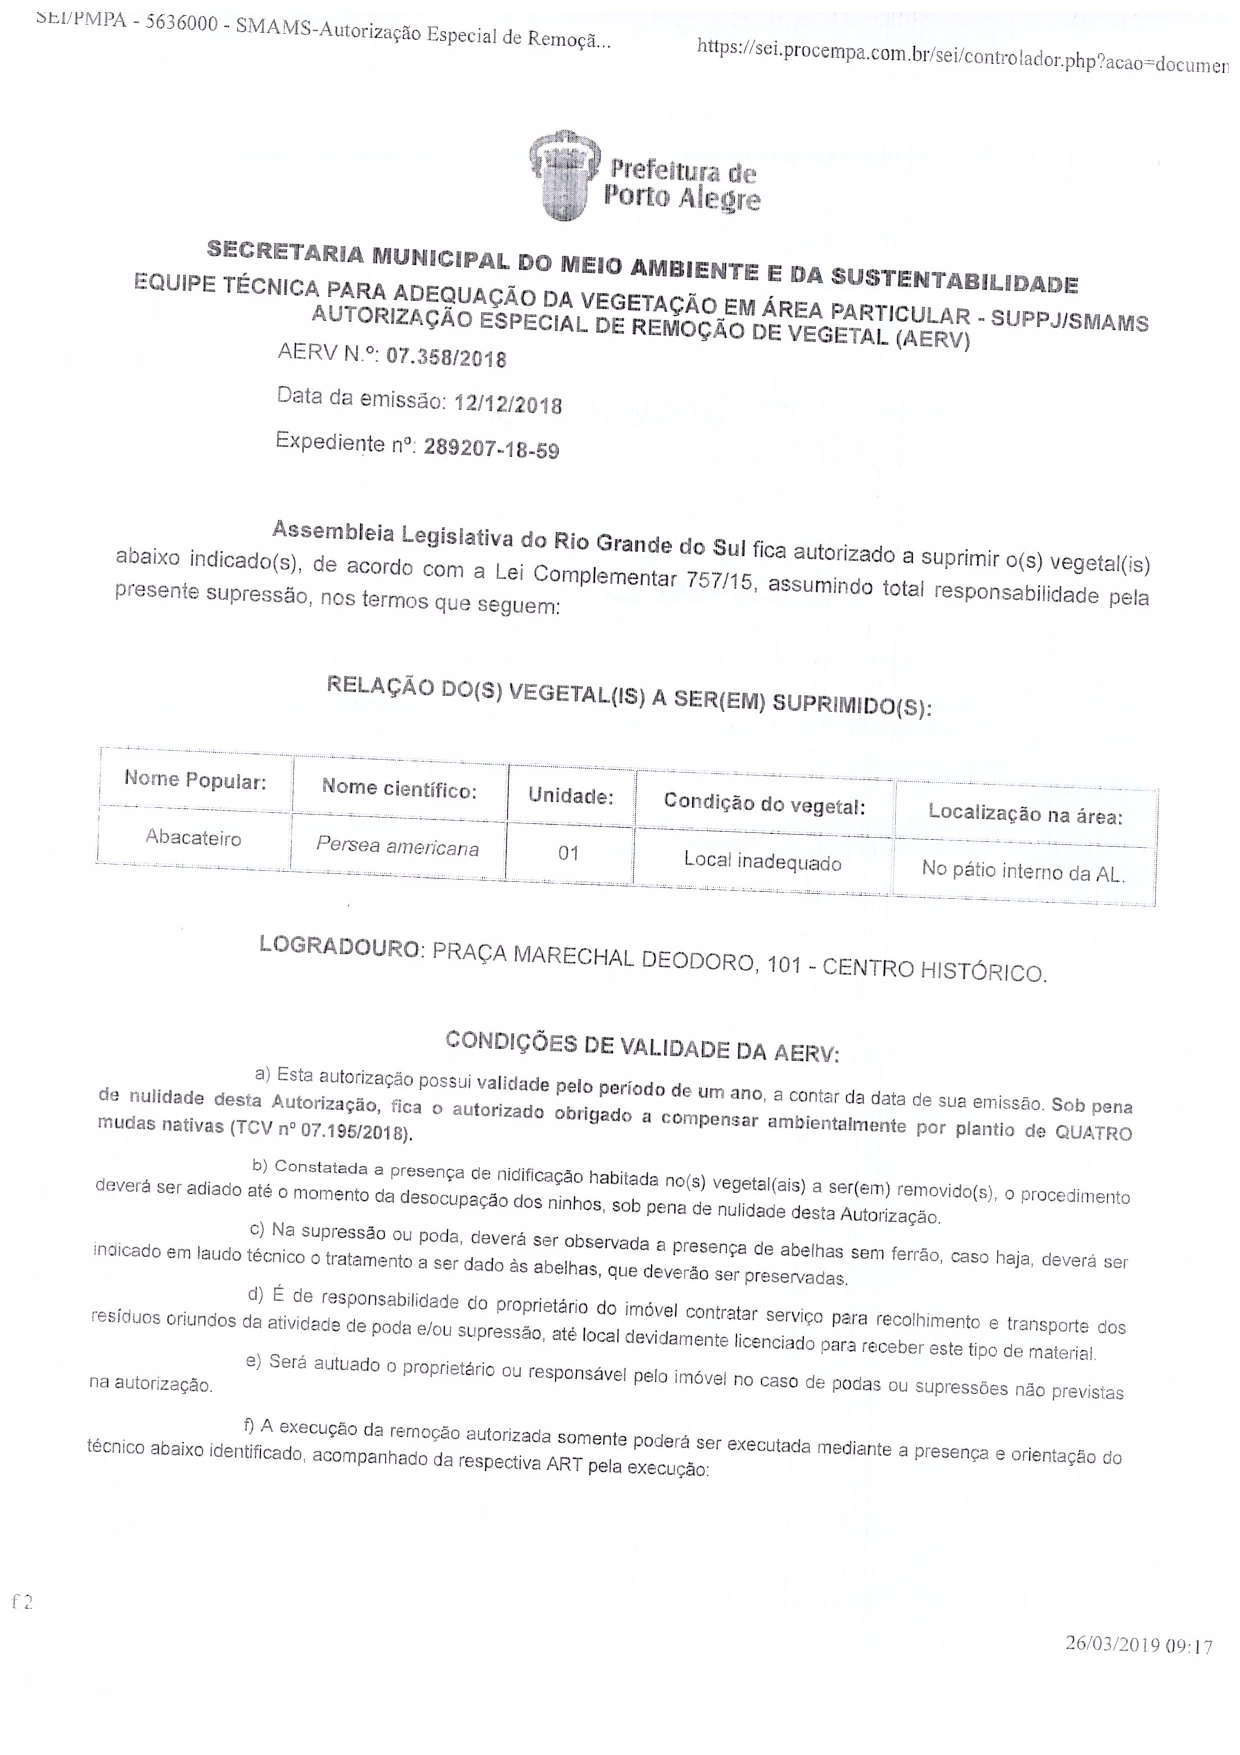 SEI/PMPA - 5636000 - SMAMS-Autorização Especial de Remoçã...
https://sei.procempa.com.br/sei/controlador.php?acao=documen
Prefeitura de
Porto Alegre
SECRETARIA MUNICIPAL DO MEIO AMBIENTE E DA SUSTENTABILIDADE
EQUIPE TÉCNICA PARA ADEQUAÇÃO DA VEGETAÇÃO EM ÁREA PARTICULAR - SUPPJ/SMAMS
AUTORIZAÇÃO ESPECIAL DE REMOÇÃO DE VEGETAL (AERV)
AERV N.º: 07.358/2018
Data da emissão: 12/12/2018
Expediente nº: 289207-18-59
Assembleia Legislativa do Rio Grande do Sul fica autorizado a suprimir o(s) vegetal(is)
abaixo indicado(s), de acordo com a Lei Complementar 757/15, assumindo total responsabilidade pela
presente supressão, nos termos que seguem:
RELAÇÃO DO(S) VEGETAL(IS) A SER(EM) SUPRIMIDO(S):
Nome Popular: Nome científico: Unidade: Condição do vegetal: Localização na área:
Abacateiro Persea americana 01 Local inadequado No pátio interno da AL.
LOGRADOURO: PRAÇA MARECHAL DEODORO, 101 - CENTRO HISTÓRICO.
CONDIÇÕES DE VALIDADE DA AERV:
a) Esta autorização possui validade pelo período de um ano, a contar da data de sua emissão. Sob pena
de nulidade desta Autorização, fica o autorizado obrigado a compensar ambientalmente por plantio de QUATRO
mudas nativas (TCV nº 07.195/2018).
b) Constatada a presença de nidificação habitada no(s) vegetal(ais) a ser(em) removido(s), o procedimento
deverá ser adiado até o momento da desocupação dos ninhos, sob pena de nulidade desta Autorização.
c) Na supressão ou poda, deverá ser observada a presença de abelhas sem ferrão, caso haja, deverá ser
indicado em laudo técnico o tratamento a ser dado às abelhas, que deverão ser preservadas.
d) É de responsabilidade do proprietário do imóvel contratar serviço para recolhimento e transporte dos
resíduos oriundos da atividade de poda e/ou supressão, até local devidamente licenciado para receber este tipo de material.
e) Será autuado o proprietário ou responsável pelo imóvel no caso de podas ou supressões não previstas
na autorização.
f) A execução da remoção autorizada somente poderá ser executada mediante a presença e orientação do
técnico abaixo identificado, acompanhado da respectiva ART pela execução:
f 2
26/03/2019 09:17